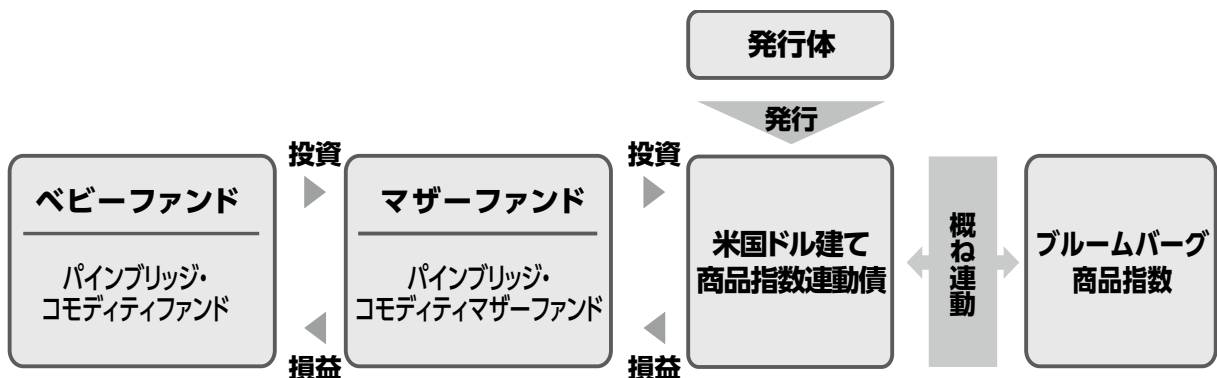 発行体
発行
投資
投資
ベビーファンド
パインブリッジ・
コモディティファンド
マザーファンド
パインブリッジ・
コモディティマザーファンド
米国ドル建て
商品指数連動債
概ね連動
ブルームバーグ
商品指数
損益
損益